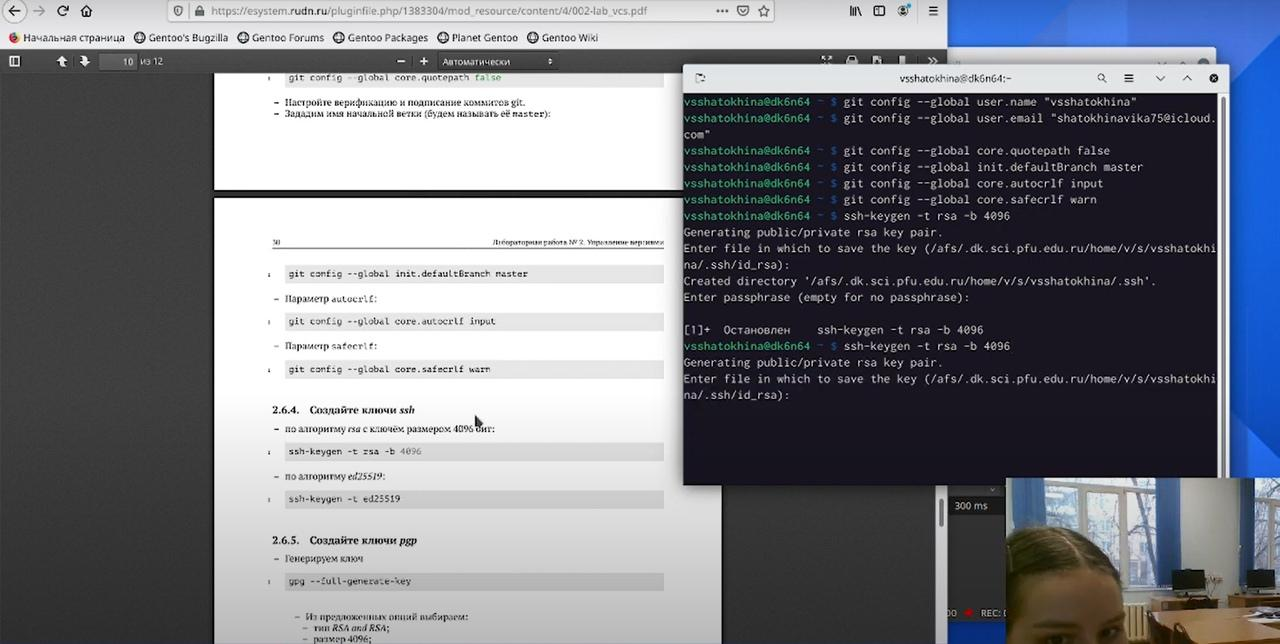 https://esystem.rudn.ru/pluginfile.php/1383304/mod_resource/content/4/002-lab_vcs.pdf
Начальная страница
Gentoo's Bugzilla
Gentoo Forums
Gentoo Packages
Planet Gentoo
Gentoo Wiki
10 из 12
Автоматически
git config --global core.quotepath false
– Настройте верификацию и подписание коммитов git.
– Зададим имя начальной ветки (будем называть её master):
30
Лабораторная работа № 2. Управление версиями
1 git config --global init.defaultBranch master
– Параметр autocrlf:
1 git config --global core.autocrlf input
– Параметр safecrlf:
1 git config --global core.safecrlf warn
2.6.4. Создайте ключи ssh
– по алгоритму rsa с ключём размером 4096 бит:
1 ssh-keygen -t rsa -b 4096
– по алгоритму ed25519:
1 ssh-keygen -t ed25519
2.6.5. Создайте ключи pgp
– Генерируем ключ
1 gpg --full-generate-key
– Из предложенных опций выбираем:
– тип RSA and RSA;
– размер 4096;
vsshatokhina@dk6n64:~
vsshatokhina@dk6n64 ~ $ git config --global user.name "vsshatokhina"
vsshatokhina@dk6n64 ~ $ git config --global user.email "shatokhinavika75@icloud.
com"
vsshatokhina@dk6n64 ~ $ git config --global core.quotepath false
vsshatokhina@dk6n64 ~ $ git config --global init.defaultBranch master
vsshatokhina@dk6n64 ~ $ git config --global core.autocrlf input
vsshatokhina@dk6n64 ~ $ git config --global core.safecrlf warn
vsshatokhina@dk6n64 ~ $ ssh-keygen -t rsa -b 4096
Generating public/private rsa key pair.
Enter file in which to save the key (/afs/.dk.sci.pfu.edu.ru/home/v/s/vsshatokhi
na/.ssh/id_rsa):
Created directory '/afs/.dk.sci.pfu.edu.ru/home/v/s/vsshatokhina/.ssh'.
Enter passphrase (empty for no passphrase):
[1]+  Остановлен    ssh-keygen -t rsa -b 4096
vsshatokhina@dk6n64 ~ $ ssh-keygen -t rsa -b 4096
Generating public/private rsa key pair.
Enter file in which to save the key (/afs/.dk.sci.pfu.edu.ru/home/v/s/vsshatokhi
na/.ssh/id_rsa):
300 ms
REC: